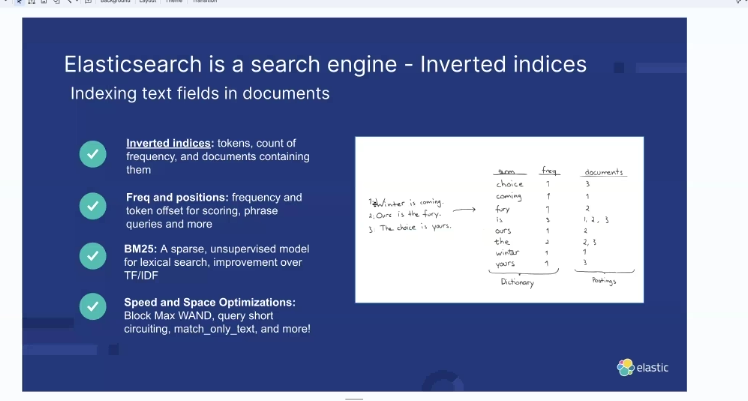 Background Layout Theme Transition
Elasticsearch is a search engine - Inverted indices
Indexing text fields in documents
Inverted indices: tokens, count of
frequency, and documents containing
them
Freq and positions: frequency and
token offset for scoring, phrase
queries and more
BM25: A sparse, unsupervised model
for lexical search, improvement over
TF/IDF
Speed and Space Optimizations:
Block Max WAND, query short
circuiting, match_only_text, and more!
1. Winter is coming.
2. Ours is the fury.
3. The choice is yours.
term freq documents
choice 1 3
coming 1 1
fury 1 2
is 3 1, 2, 3
ours 1 2
the 2 2, 3
winter 1 1
yours 1 3
Dictionary Postings
elastic